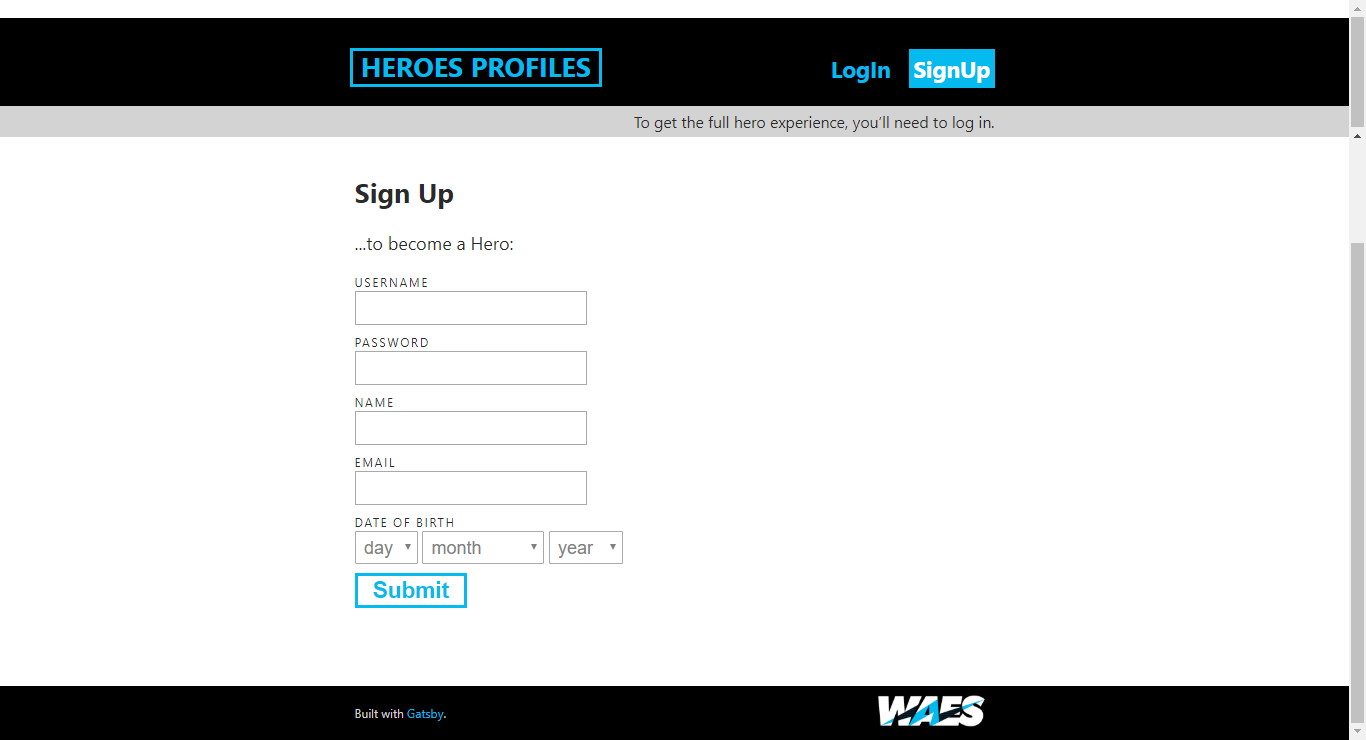 HEROES PROFILES
LogIn
SignUp
To get the full hero experience, you'll need to log in.
Sign Up
...to become a Hero:
USERNAME
PASSWORD
NAME
EMAIL
DATE OF BIRTH
day month year
Submit
Built with Gatsby.
WAES